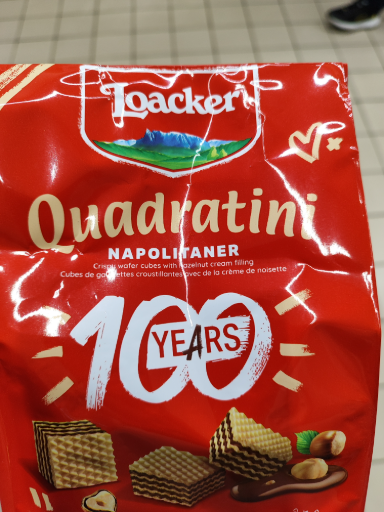 Loacker
Quadratini
NAPOLITANER
Crispy wafer cubes with hazelnut cream filling
Cubes de gaufrettes croustillantes avec de la crème de noisette
100
YEARS